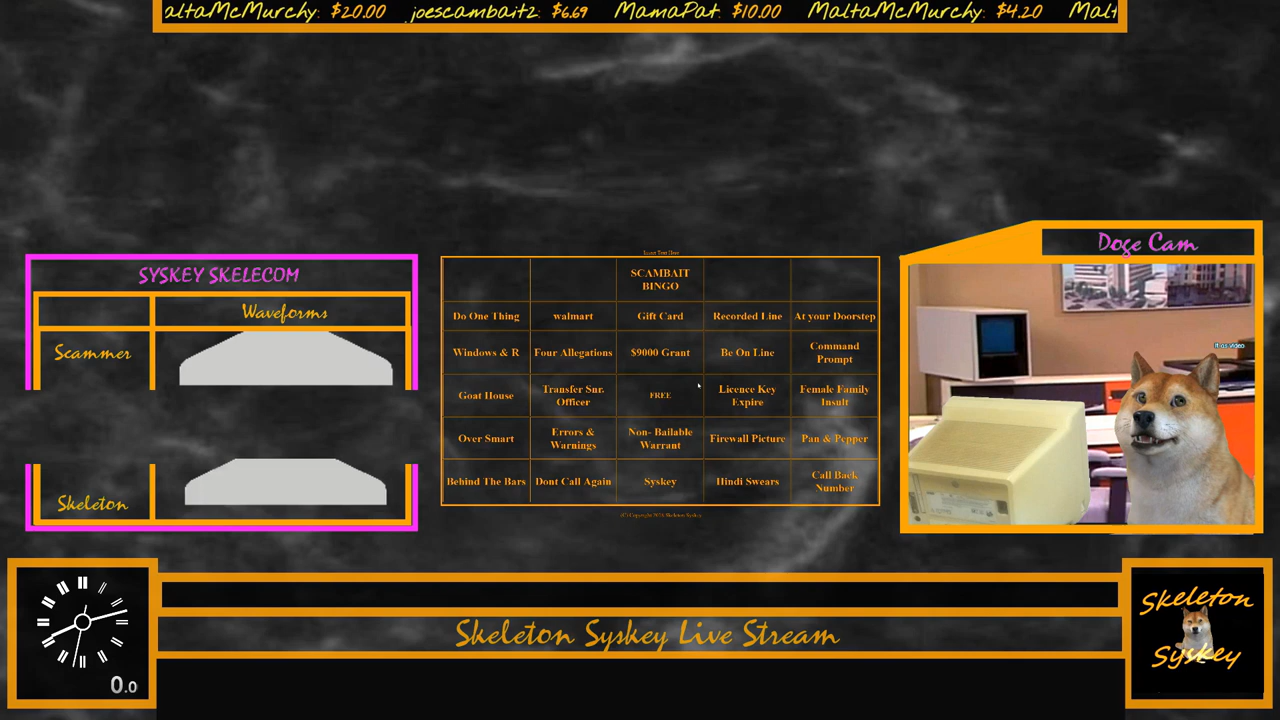 altaMcMurchy: $20.00 joescambait2: $6.69 MamaPat: $10.00 MaltaMcMurchy: $4.20 Malt
Doge Cam
SYSKEY SKELECOM
Waveforms
Scammer
Skeleton
Insert Text Here
SCAMBAIT
BINGO
Do One Thing walmart Gift Card Recorded Line At your Doorstep
Windows & R Four Allegations $9000 Grant Be On Line Command
Prompt
Goat House Transfer Sur.
Officer FREE Licence Key
Expire Female Family
Insult
Over Smart Errors &
Warnings Non- Bailable
Warrant Firewall Picture Pan & Pepper
Behind The Bars Dont Call Again Syskey Hindi Swears Call Back
Number
Skeleton Syskey Live Stream
0.0
Skeleton
Syskey